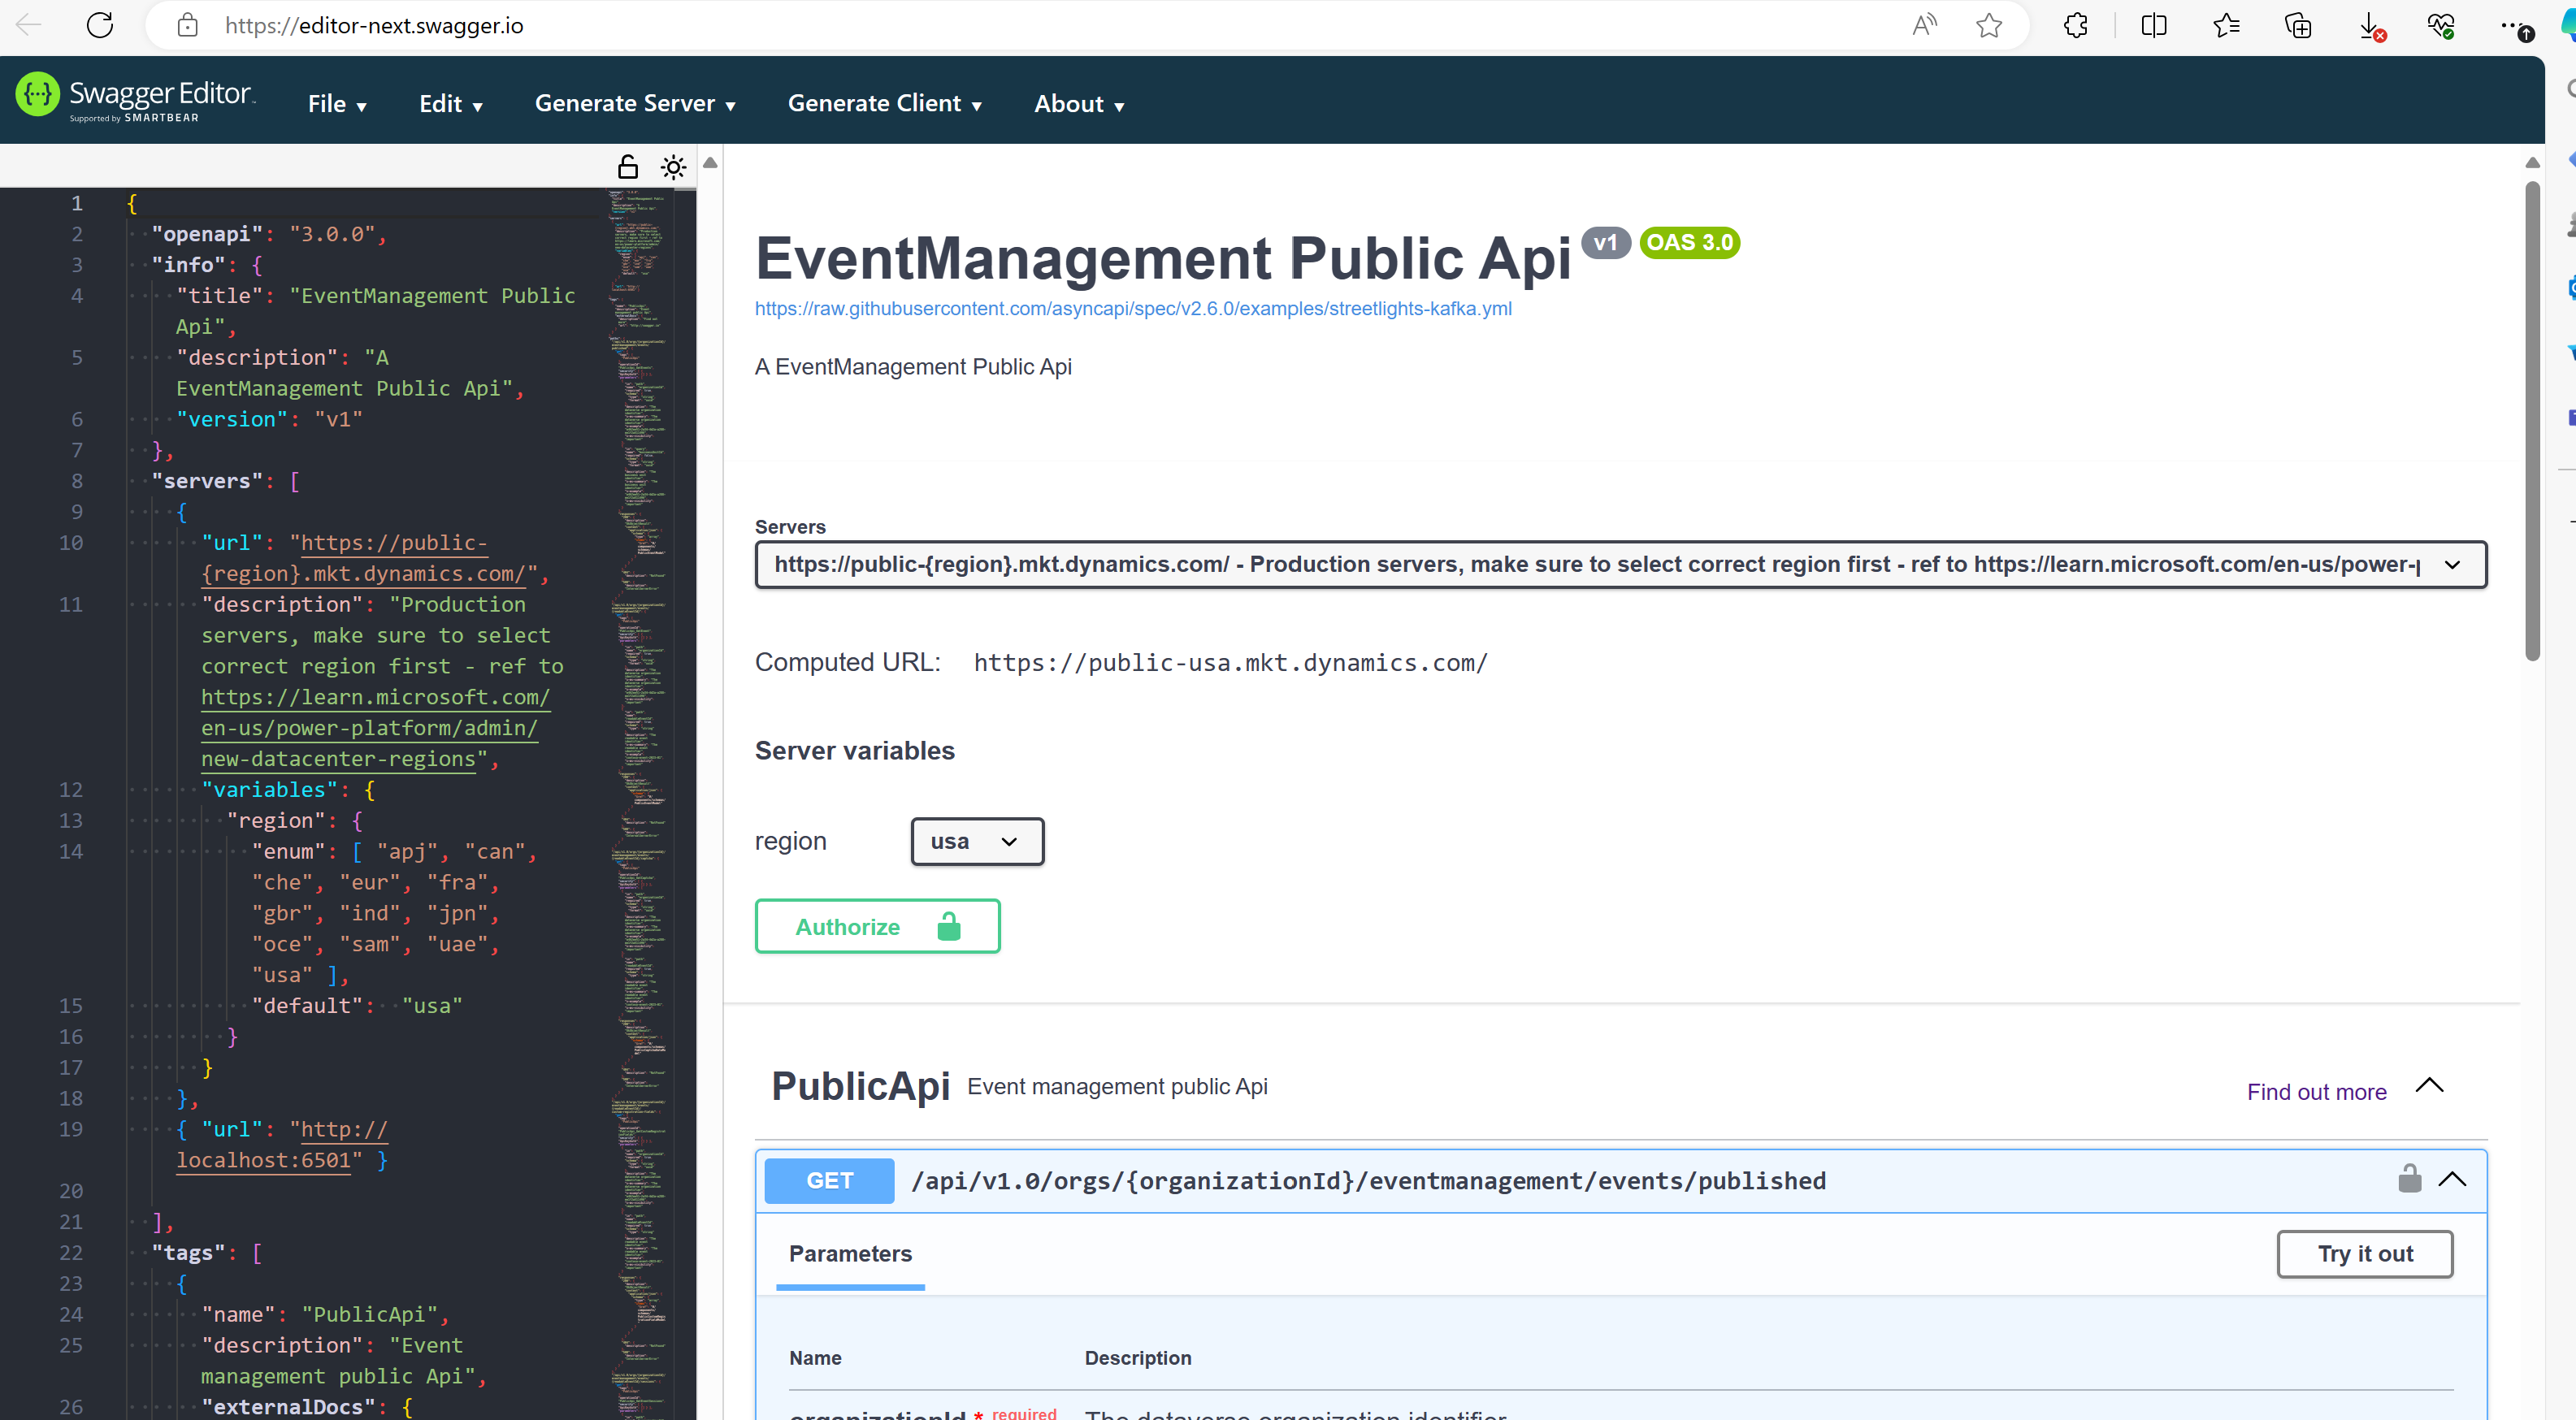 https://editor-next.swagger.io
Swagger Editor
Supported by SMARTBEAR
File
Edit
Generate Server
Generate Client
About
1 {
2 "openapi": "3.0.0",
3 "info": {
4 "title": "EventManagement Public
Api",
5 "description": "A
EventManagement Public Api",
6 "version": "v1"
7 },
8 "servers": [
9 {
10 "url": "https://public-
{region}.mkt.dynamics.com/",
11 "description": "Production
servers, make sure to select
correct region first - ref to
https://learn.microsoft.com/
en-us/power-platform/admin/
new-datacenter-regions",
12 "variables": {
13 "region": {
14 "enum": [ "apj", "can",
"che", "eur", "fra",
"gbr", "ind", "jpn",
"oce", "sam", "uae",
"usa" ],
15 "default": "usa"
16 }
17 }
18 },
19 { "url": "http://
localhost:6501" }
20
21 ],
22 "tags": [
23 {
24 "name": "PublicApi",
25 "description": "Event
management public Api",
26 "externalDocs": {
EventManagement Public Api v1 OAS 3.0
https://raw.githubusercontent.com/asyncapi/spec/v2.6.0/examples/streetlights-kafka.yml
A EventManagement Public Api
Servers
https://public-{region}.mkt.dynamics.com/ - Production servers, make sure to select correct region first - ref to https://learn.microsoft.com/en-us/power-p
Computed URL: https://public-usa.mkt.dynamics.com/
Server variables
region usa
Authorize
PublicApi Event management public Api Find out more
GET /api/v1.0/orgs/{organizationId}/eventmanagement/events/published
Parameters
Try it out
Name Description
organizationId * required The dataverse organization identifier